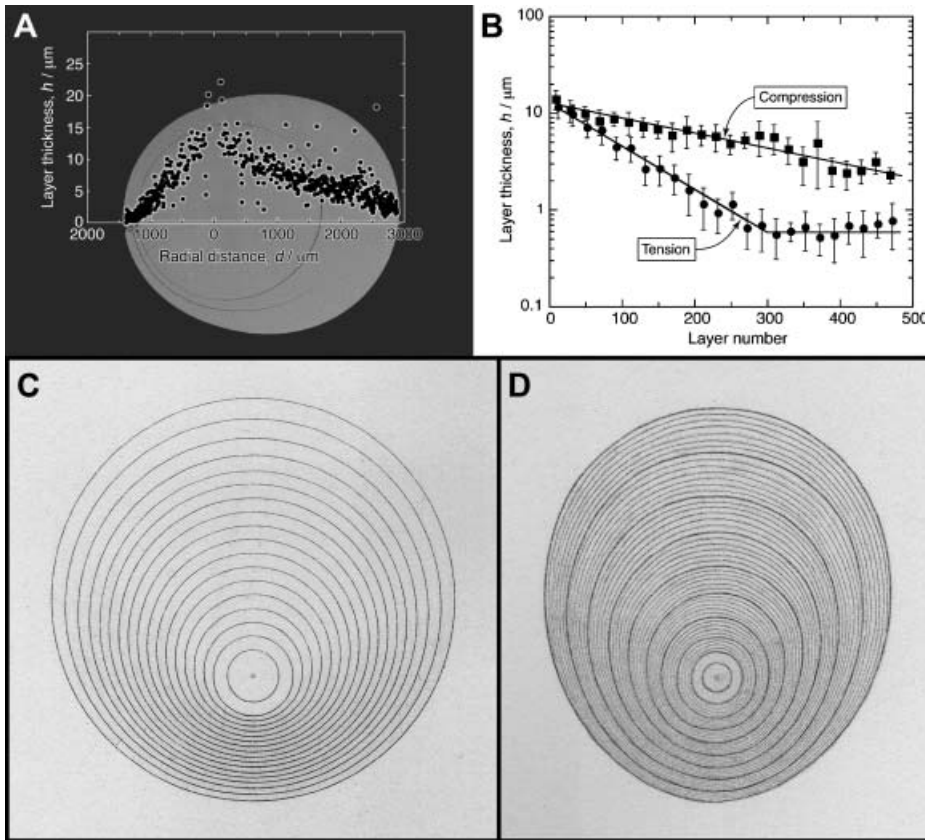 A
Layer thickness, h / μm
25
20
15
10
5
0
2000 1000 0 1000 2000 3000
Radial distance, d / μm
B
Layer thickness, h / μm
100
10
1
0.1
Compression
Tension
0 100 200 300 400 500
Layer number
C
D